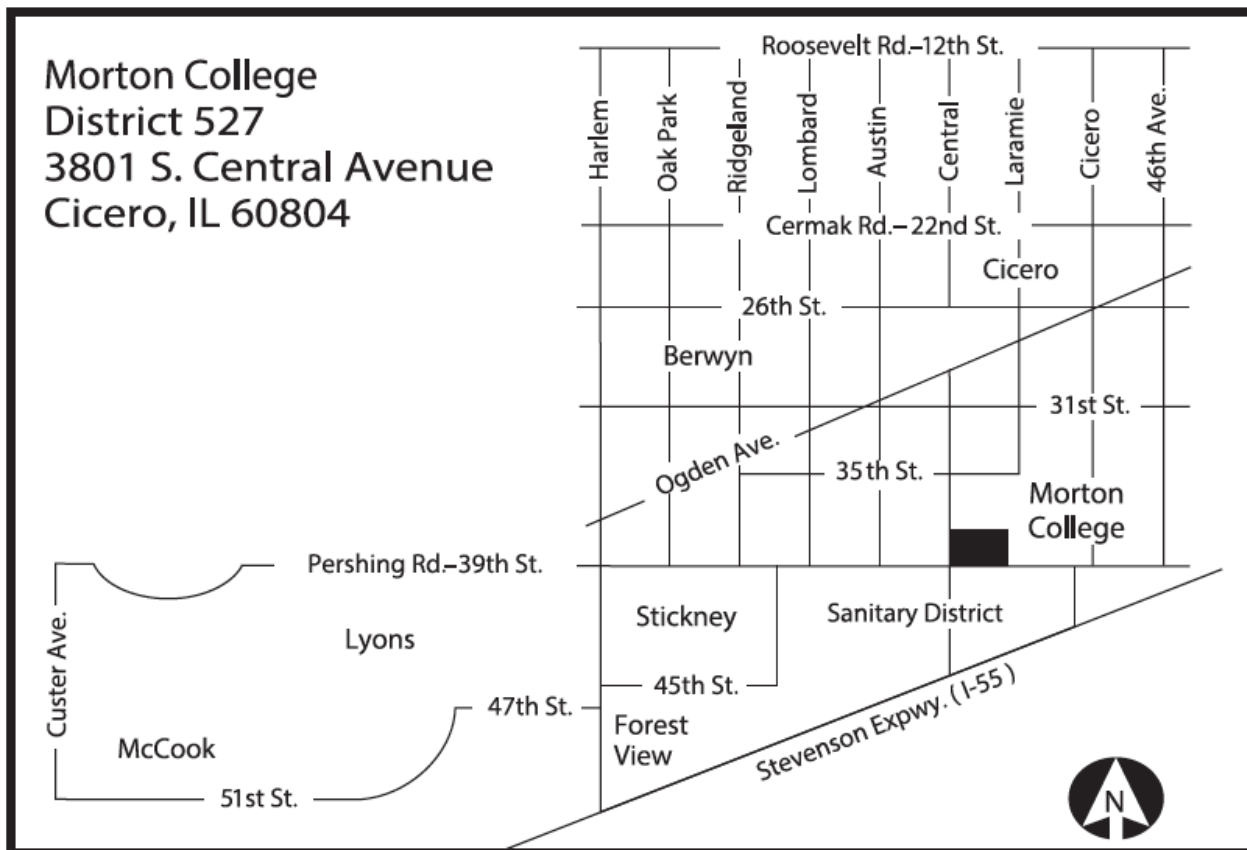 Morton College
District 527
3801 S. Central Avenue
Cicero, IL 60804
Roosevelt Rd.–12th St.
Harlem
Oak Park
Ridgeland
Lombard
Austin
Central
Laramie
Cicero
46th Ave.
Cermak Rd.–22nd St.
Cicero
26th St.
Berwyn
31st St.
Ogden Ave.
35th St.
Morton
College
Pershing Rd.–39th St.
Custer Ave.
Lyons
Stickney
Sanitary District
45th St.
47th St.
Forest
View
Stevenson Expwy. ( I-55 )
McCook
51st St.
N